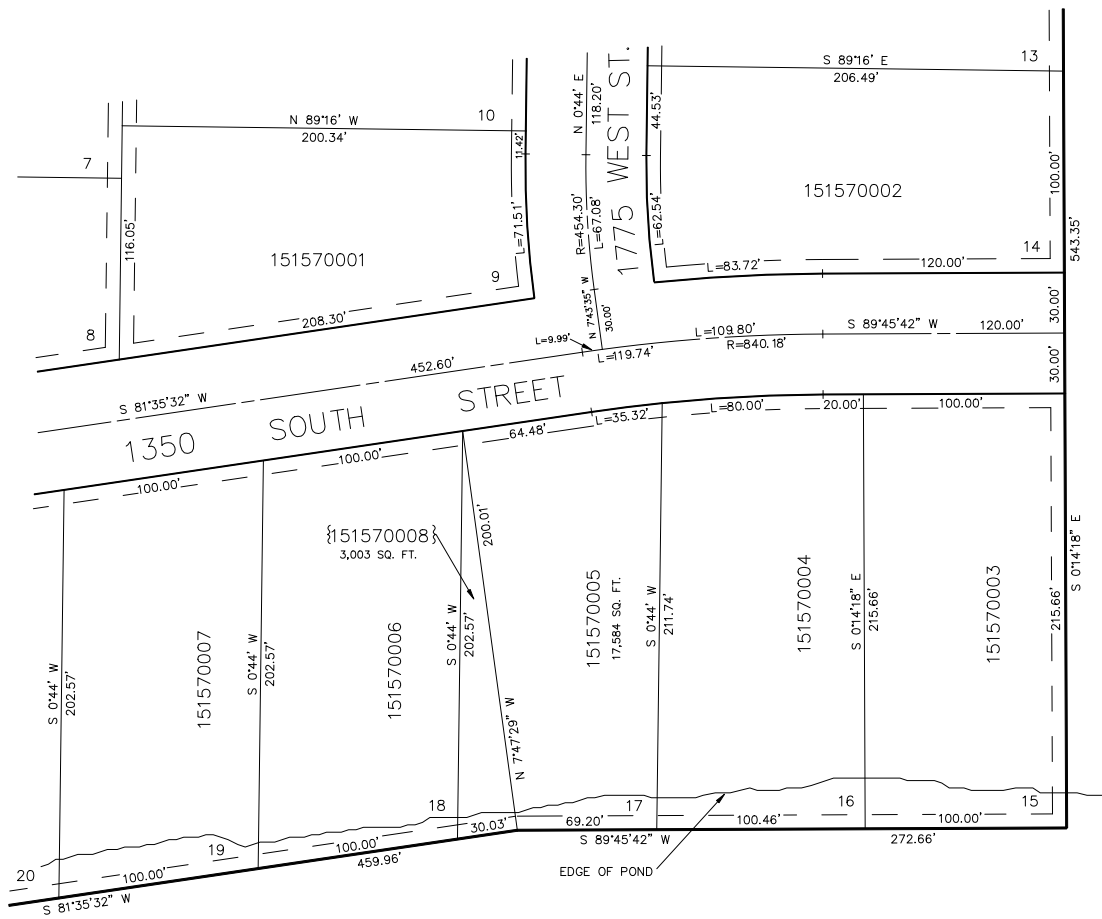 S 89°16' E
206.49'
13
N 89°16' W
200.34'
10
11.42'
N 0°44' E
118.20'
1775 WEST ST.
44.53'
7
116.05'
151570001
L=71.51'
R=454.30'
L=67.08'
L=62.54'
151570002
100.00'
543.35'
14
9
8
208.30'
L=83.72'
120.00'
N 7°43'35" W
30.00'
L=9.99'
L=119.74'
L=109.80'
R=840.18'
S 89°45'42" W
120.00'
30.00'
30.00'
452.60'
S 81°35'32" W
1350 SOUTH STREET
100.00'
100.00'
64.48'
L=35.32'
L=80.00'
20.00'
100.00'
{151570008}
3,003 SQ. FT.
200.01'
S 0°44' W
202.57'
151570007
S 0°44' W
202.57'
151570006
S 0°44' W
202.57'
N 7°47'29" W
151570005
17,584 SQ. FT.
S 0°44' W
211.74'
151570004
S 0°14'18" E
215.66'
151570003
215.66'
S 0°14'18" E
20
19
18
17
16
15
100.00'
100.00'
30.03'
69.20'
100.46'
100.00'
S 81°35'32" W
459.96'
S 89°45'42" W
272.66'
EDGE OF POND